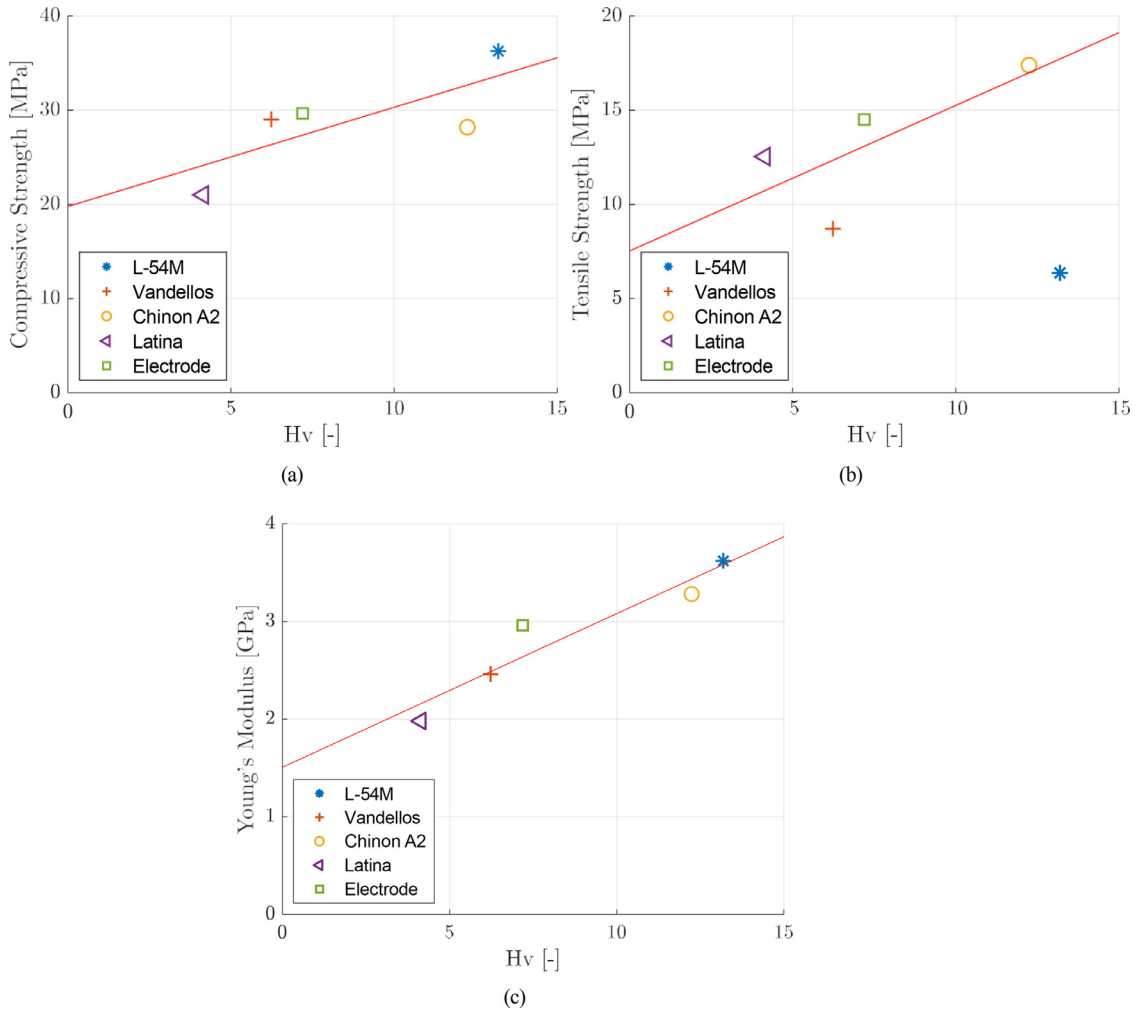 Compressive Strength [MPa]
40
30
20
10
0
L-54M
Vandellos
Chinon A2
Latina
Electrode
0
5
10
15
Hv [-]
(a)
Tensile Strength [MPa]
20
15
10
5
0
L-54M
Vandellos
Chinon A2
Latina
Electrode
0
5
10
15
Hv [-]
(b)
Young's Modulus [GPa]
4
3
2
1
0
L-54M
Vandellos
Chinon A2
Latina
Electrode
0
5
10
15
Hv [-]
(c)